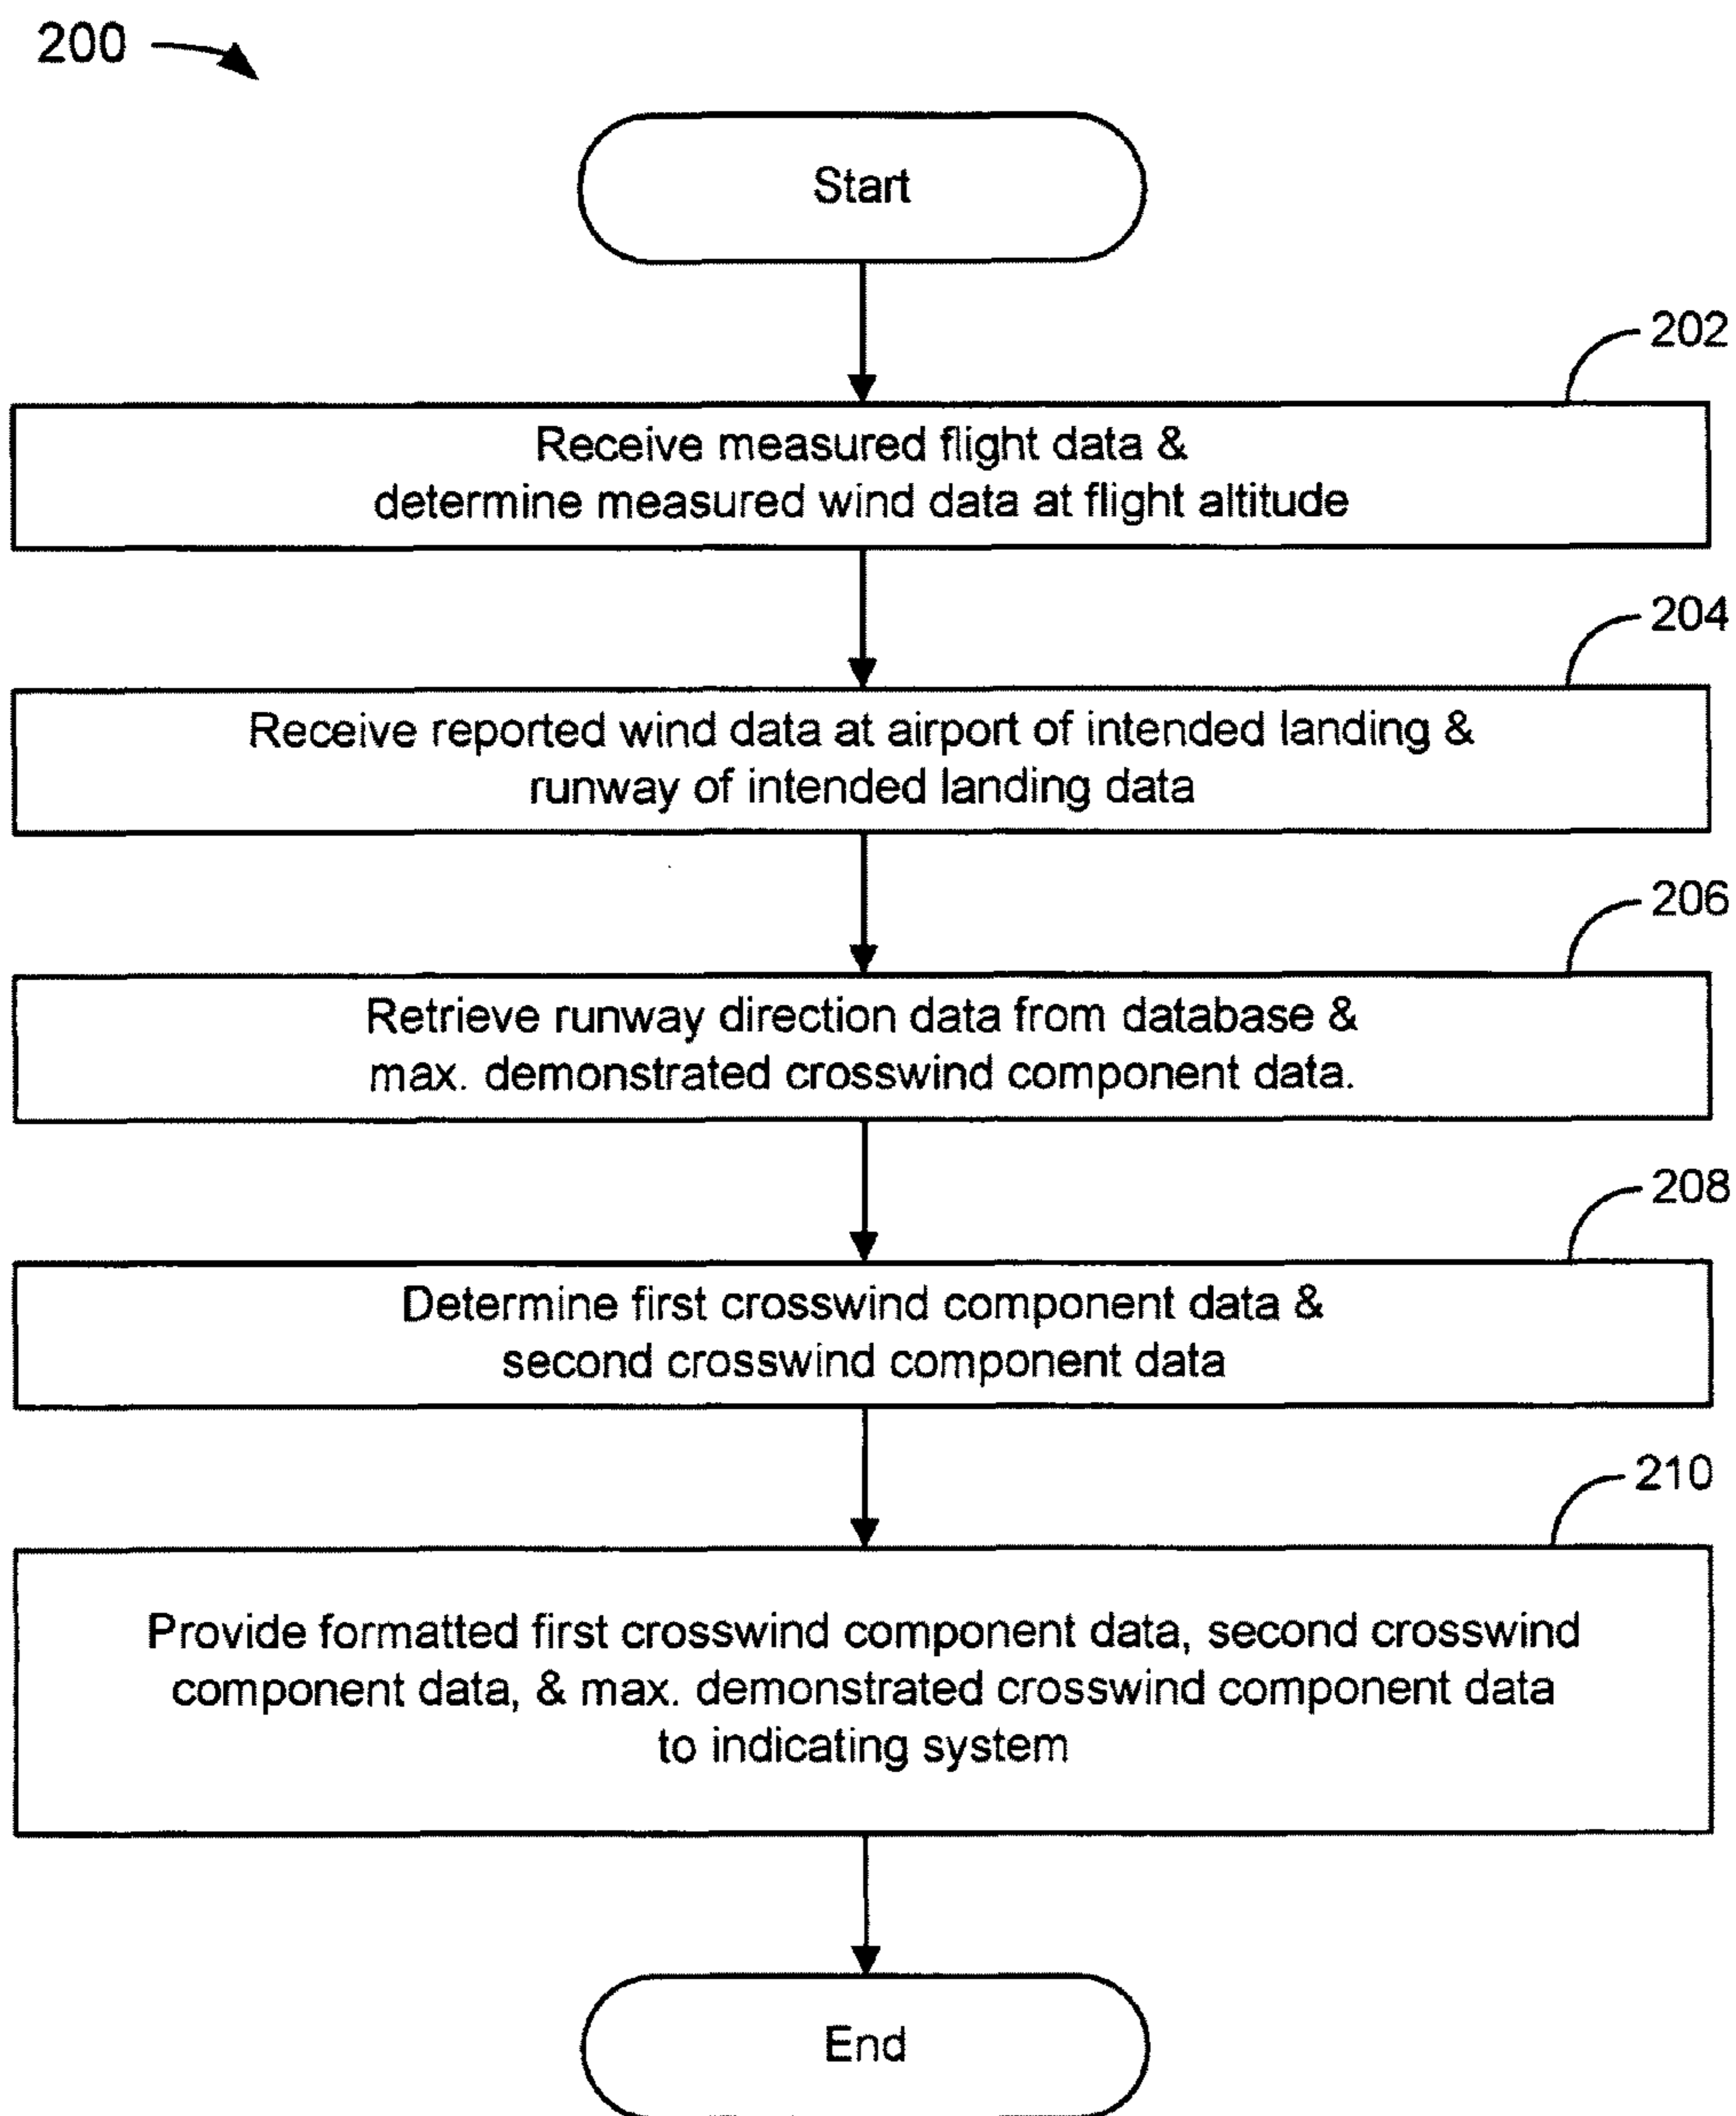 200
Start
202
Receive measured flight data &
determine measured wind data at flight altitude
204
Receive reported wind data at airport of intended landing &
runway of intended landing data
206
Retrieve runway direction data from database &
max. demonstrated crosswind component data.
208
Determine first crosswind component data &
second crosswind component data
210
Provide formatted first crosswind component data, second crosswind
component data, & max. demonstrated crosswind component data
to indicating system
End